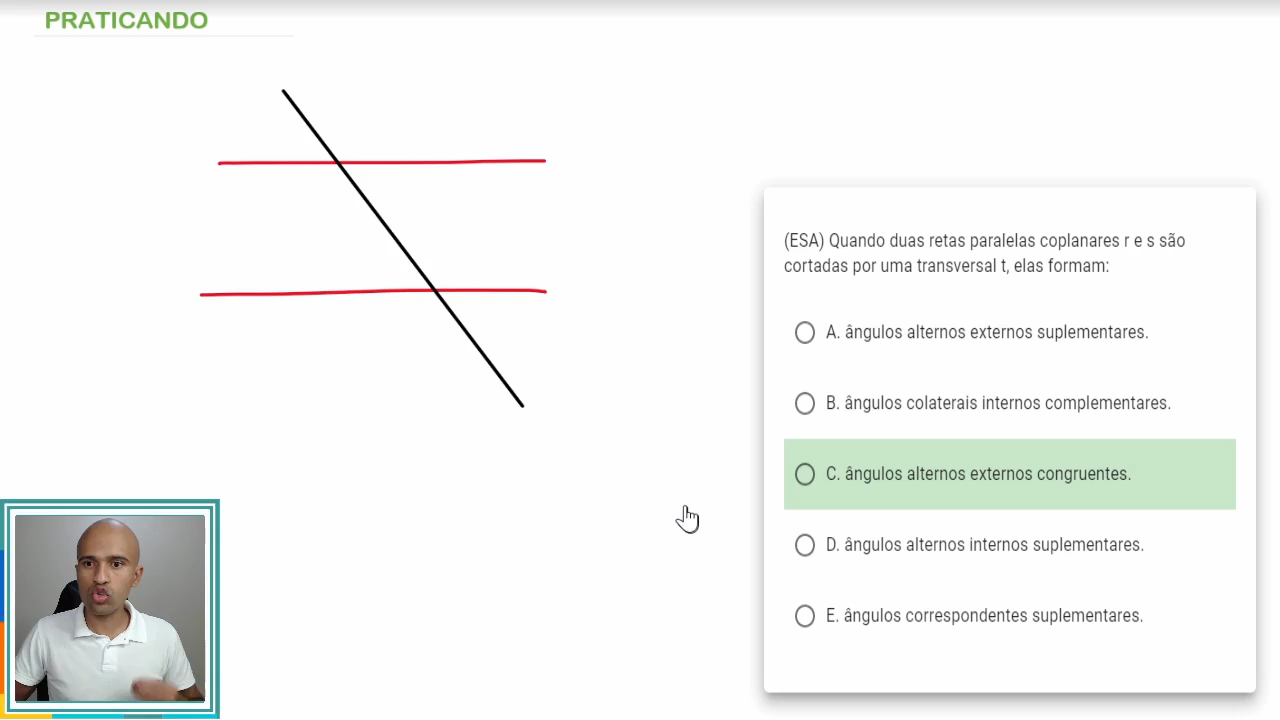 PRATICANDO
(ESA) Quando duas retas paralelas coplanares r e s são
cortadas por uma transversal t, elas formam:
A. ângulos alternos externos suplementares.
B. ângulos colaterais internos complementares.
C. ângulos alternos externos congruentes.
D. ângulos alternos internos suplementares.
E. ângulos correspondentes suplementares.